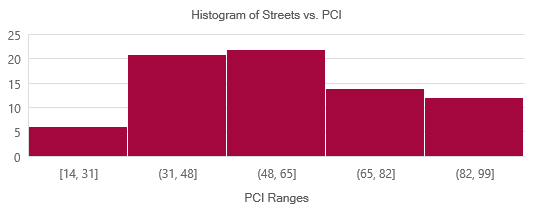 Histogram of Streets vs. PCI
25
20
15
10
5
0
[14, 31] (31, 48] (48, 65] (65, 82] (82, 99]
PCI Ranges